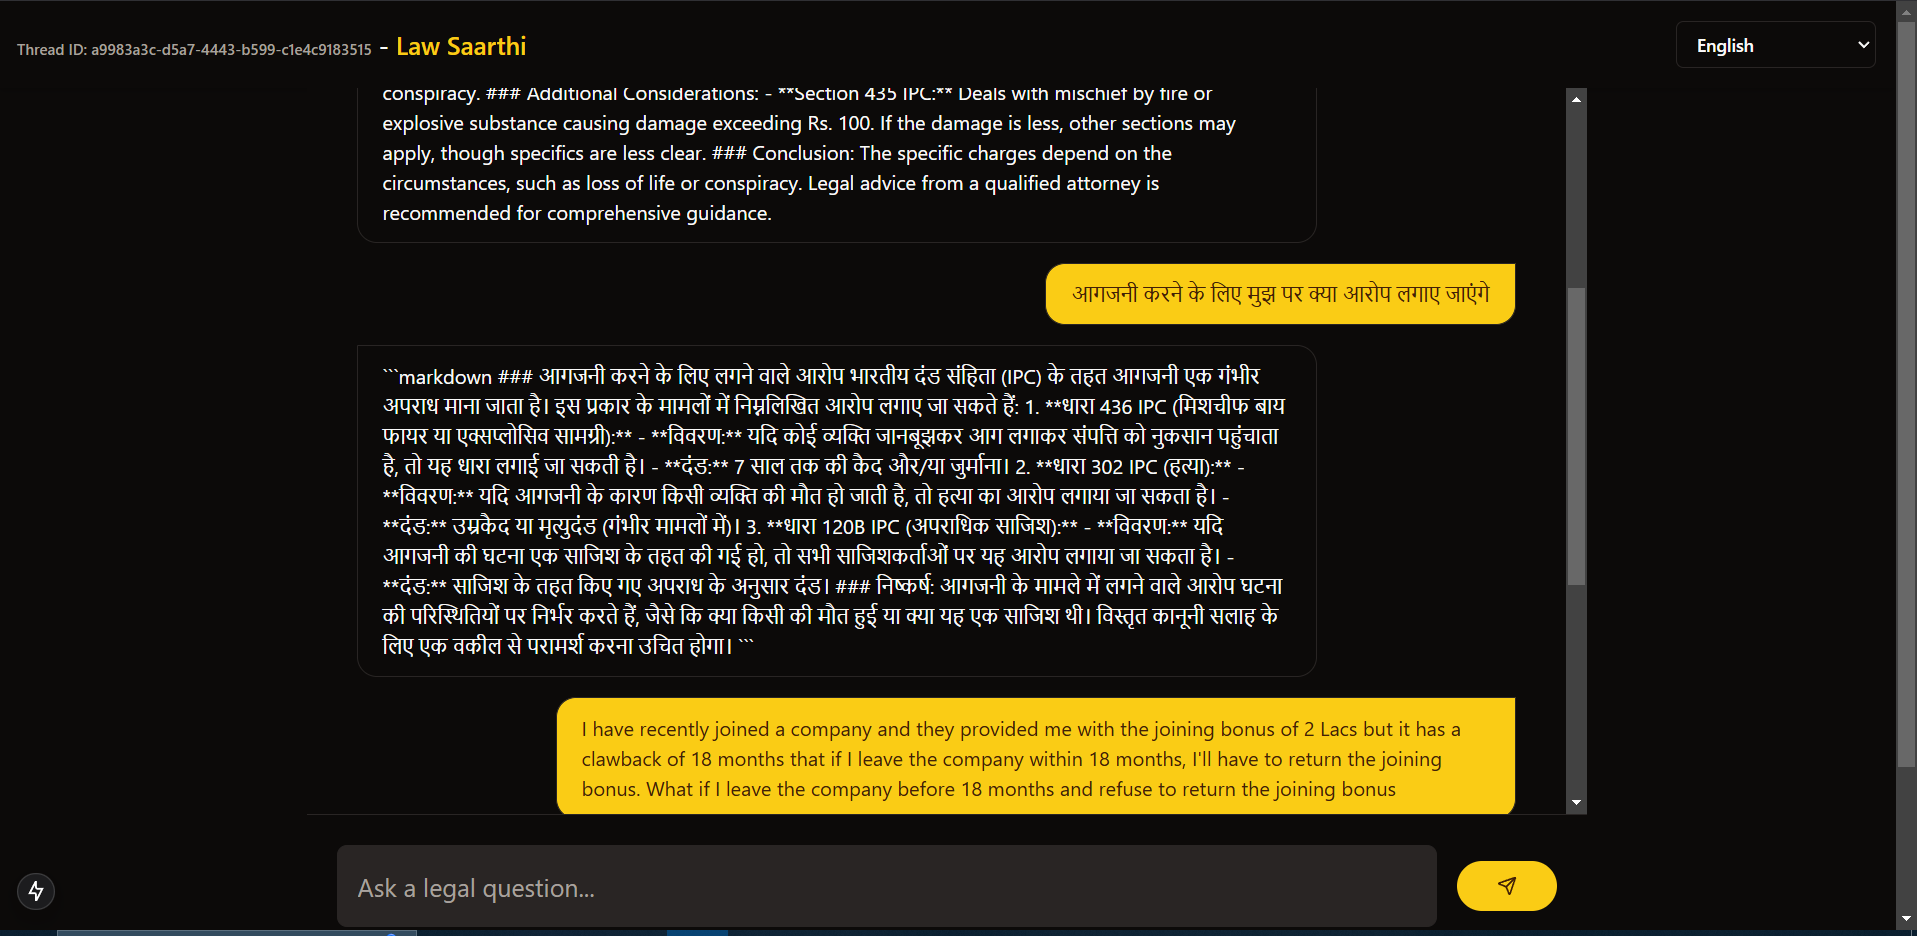 Thread ID: a9983a3c-d5a7-4443-b599-c1e4c9183515 - Law Saarthi
English
conspiracy. ### Additional Considerations: - **Section 435 IPC:** Deals with mischief by fire or
explosive substance causing damage exceeding Rs. 100. If the damage is less, other sections may
apply, though specifics are less clear. ### Conclusion: The specific charges depend on the
circumstances, such as loss of life or conspiracy. Legal advice from a qualified attorney is
recommended for comprehensive guidance.
आगजनी करने के लिए मुझ पर क्या आरोप लगाए जाएंगे
```markdown ### आगजनी करने के लिए लगने वाले आरोप भारतीय दंड संहिता (IPC) के तहत आगजनी एक गंभीर
अपराध माना जाता है। इस प्रकार के मामलों में निम्नलिखित आरोप लगाए जा सकते हैं: 1. **धारा 436 IPC (मिशचीफ बाय
फायर या एक्सप्लोसिव सामग्री):** - **विवरण:** यदि कोई व्यक्ति जानबूझकर आग लगाकर संपत्ति को नुकसान पहुंचाता
है, तो यह धारा लगाई जा सकती है। - **दंड:** 7 साल तक की कैद और/या जुर्माना। 2. **धारा 302 IPC (हत्या):** -
**विवरण:** यदि आगजनी के कारण किसी व्यक्ति की मौत हो जाती है, तो हत्या का आरोप लगाया जा सकता है। -
**दंड:** उम्रकैद या मृत्युदंड (गंभीर मामलों में)। 3. **धारा 120B IPC (अपराधिक साजिश):** - **विवरण:** यदि
आगजनी की घटना एक साजिश के तहत की गई हो, तो सभी साजिशकर्ताओं पर यह आरोप लगाया जा सकता है। -
**दंड:** साजिश के तहत किए गए अपराध के अनुसार दंड। ### निष्कर्ष: आगजनी के मामले में लगने वाले आरोप घटना
की परिस्थितियों पर निर्भर करते हैं, जैसे कि क्या किसी की मौत हुई या क्या यह एक साजिश थी। विस्तृत कानूनी सलाह के
लिए एक वकील से परामर्श करना उचित होगा। ```
I have recently joined a company and they provided me with the joining bonus of 2 Lacs but it has a
clawback of 18 months that if I leave the company within 18 months, I'll have to return the joining
bonus. What if I leave the company before 18 months and refuse to return the joining bonus
Ask a legal question...